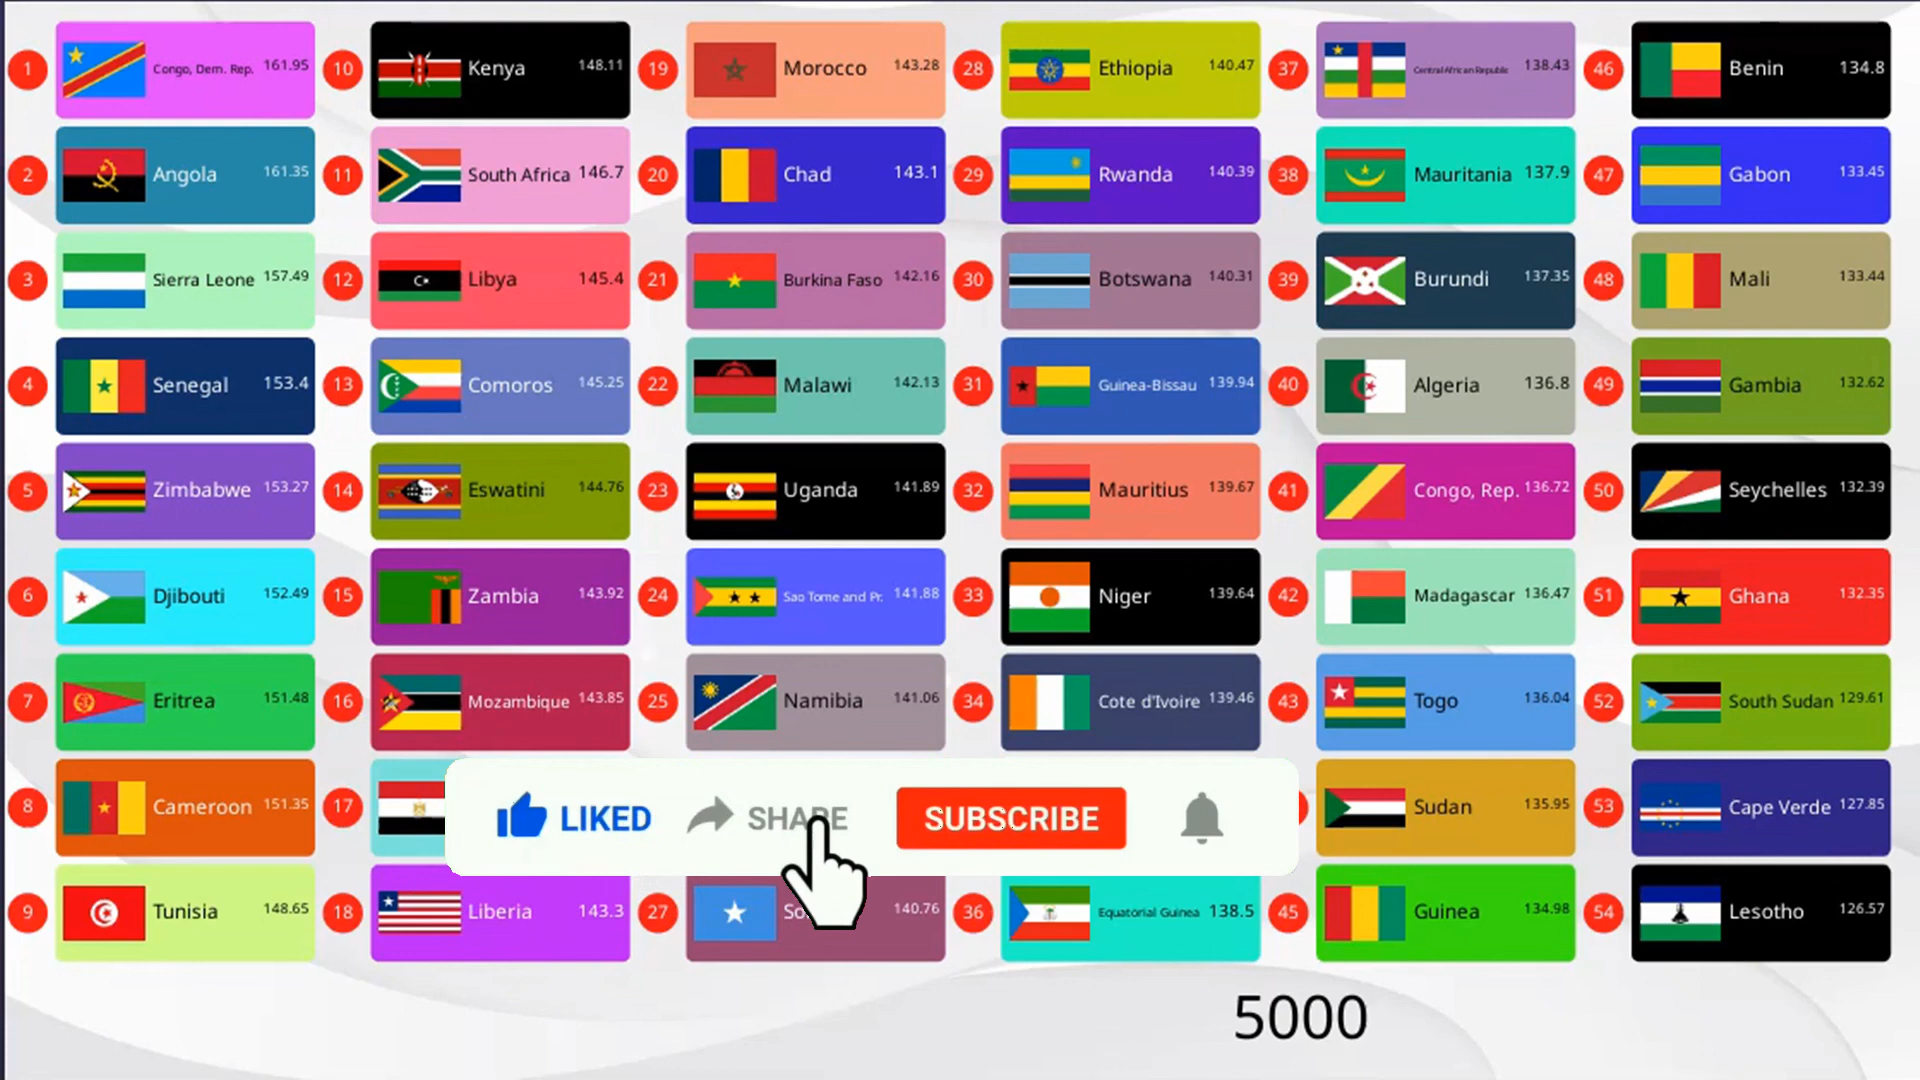 1 Congo, Dem. Rep. 161.95
2 Angola 161.35
3 Sierra Leone 157.49
4 Senegal 153.4
5 Zimbabwe 153.27
6 Djibouti 152.49
7 Eritrea 151.48
8 Cameroon 151.35
9 Tunisia 148.65
10 Kenya 148.11
11 South Africa 146.7
12 Libya 145.4
13 Comoros 145.25
14 Eswatini 144.76
15 Zambia 143.92
16 Mozambique 143.85
17
18 Liberia 143.3
19 Morocco 143.28
20 Chad 143.1
21 Burkina Faso 142.16
22 Malawi 142.13
23 Uganda 141.89
24 Sao Tome and Pr. 141.88
25 Namibia 141.06
27 140.76
28 Ethiopia 140.47
29 Rwanda 140.39
30 Botswana 140.31
31 Guinea-Bissau 139.94
32 Mauritius 139.67
33 Niger 139.64
34 Cote d'Ivoire 139.46
36 Equatorial Guinea 138.5
37 Central African Republic 138.43
38 Mauritania 137.9
39 Burundi 137.35
40 Algeria 136.8
41 Congo, Rep. 136.72
42 Madagascar 136.47
43 Togo 136.04
Sudan 135.95
45 Guinea 134.98
46 Benin 134.8
47 Gabon 133.45
48 Mali 133.44
49 Gambia 132.62
50 Seychelles 132.39
51 Ghana 132.35
52 South Sudan 129.61
53 Cape Verde 127.85
54 Lesotho 126.57
LIKED SHARE SUBSCRIBE
5000